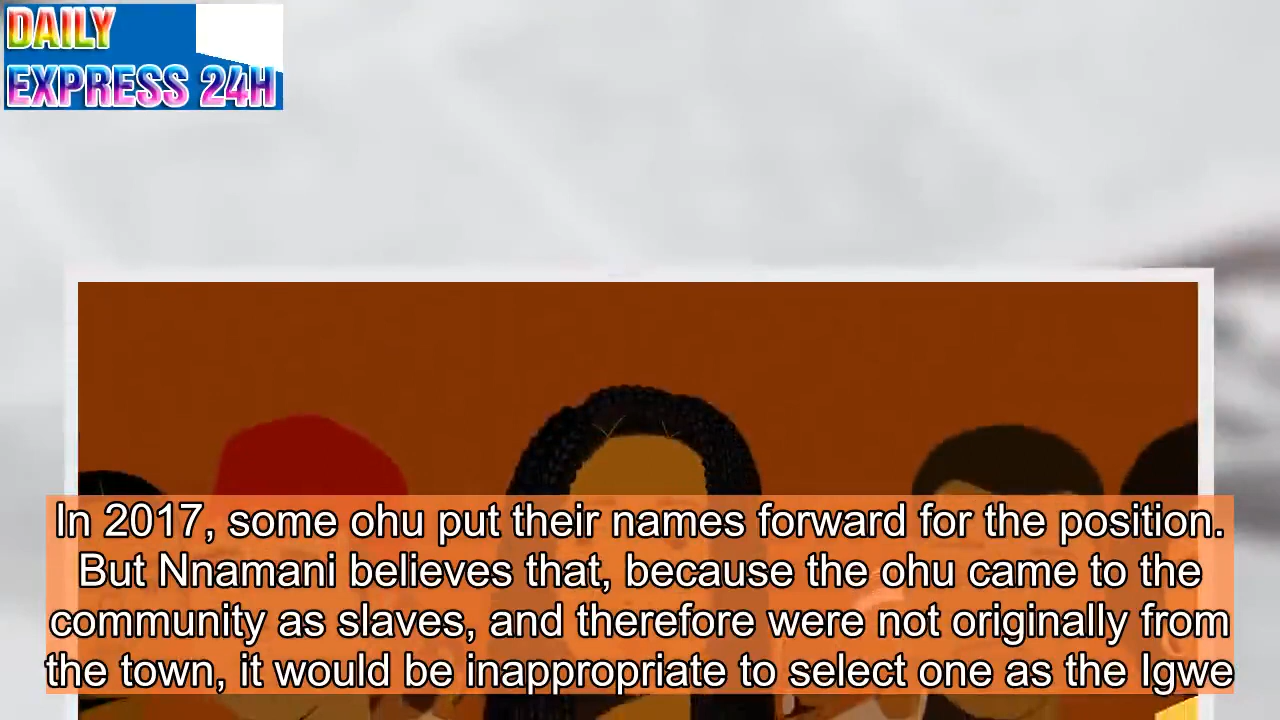 DAILY
EXPRESS 24H
In 2017, some ohu put their names forward for the position.
But Nnamani believes that, because the ohu came to the
community as slaves, and therefore were not originally from
the town, it would be inappropriate to select one as the Igwe